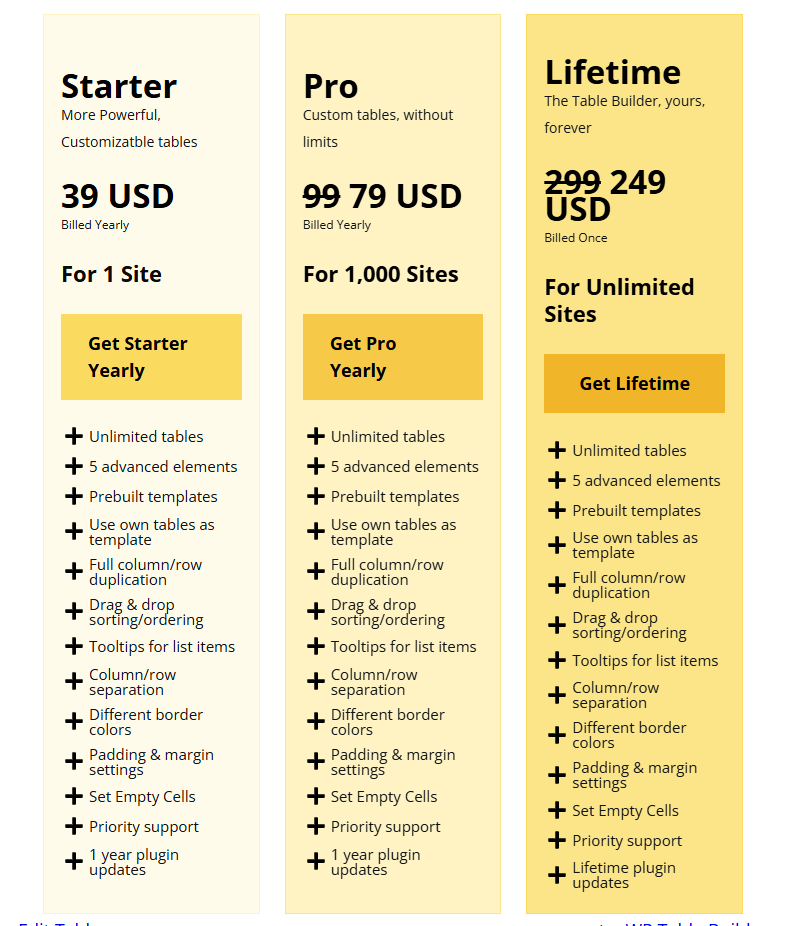 Starter
More Powerful,
Customizatble tables
39 USD
Billed Yearly
For 1 Site
Get Starter
Yearly
Unlimited tables
5 advanced elements
Prebuilt templates
Use own tables as
template
Full column/row
duplication
Drag & drop
sorting/ordering
Tooltips for list items
Column/row
separation
Different border
colors
Padding & margin
settings
Set Empty Cells
Priority support
1 year plugin
updates
Pro
Custom tables, without
limits
99 79 USD
Billed Yearly
For 1,000 Sites
Get Pro
Yearly
Unlimited tables
5 advanced elements
Prebuilt templates
Use own tables as
template
Full column/row
duplication
Drag & drop
sorting/ordering
Tooltips for list items
Column/row
separation
Different border
colors
Padding & margin
settings
Set Empty Cells
Priority support
1 year plugin
updates
Lifetime
The Table Builder, yours,
forever
299 249
USD
Billed Once
For Unlimited
Sites
Get Lifetime
Unlimited tables
5 advanced elements
Prebuilt templates
Use own tables as
template
Full column/row
duplication
Drag & drop
sorting/ordering
Tooltips for list items
Column/row
separation
Different border
colors
Padding & margin
settings
Set Empty Cells
Priority support
Lifetime plugin
updates